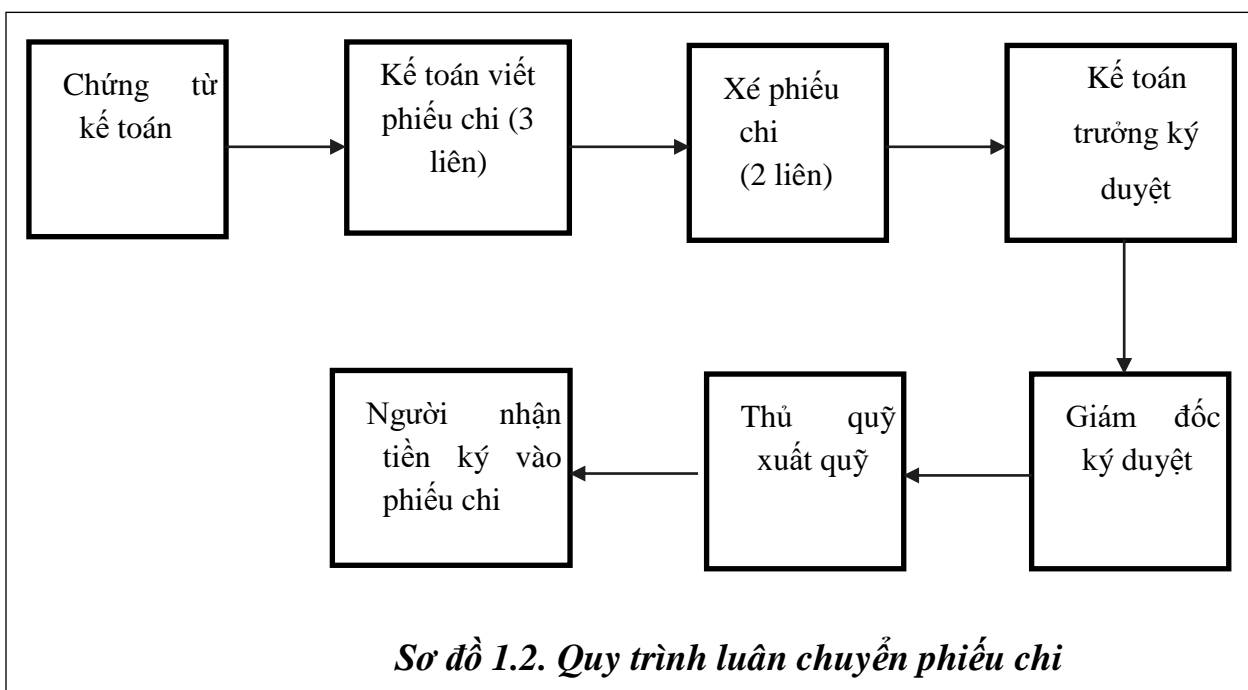 Chứng từ
kế toán
Kế toán viết
phiếu chi (3
liên)
Xé phiếu
chi
(2 liên)
Kế toán
trưởng ký
duyệt
Giám đốc
ký duyệt
Thủ quỹ
xuất quỹ
Người nhận
tiền ký vào
phiếu chi
Sơ đồ 1.2. Quy trình luân chuyển phiếu chi